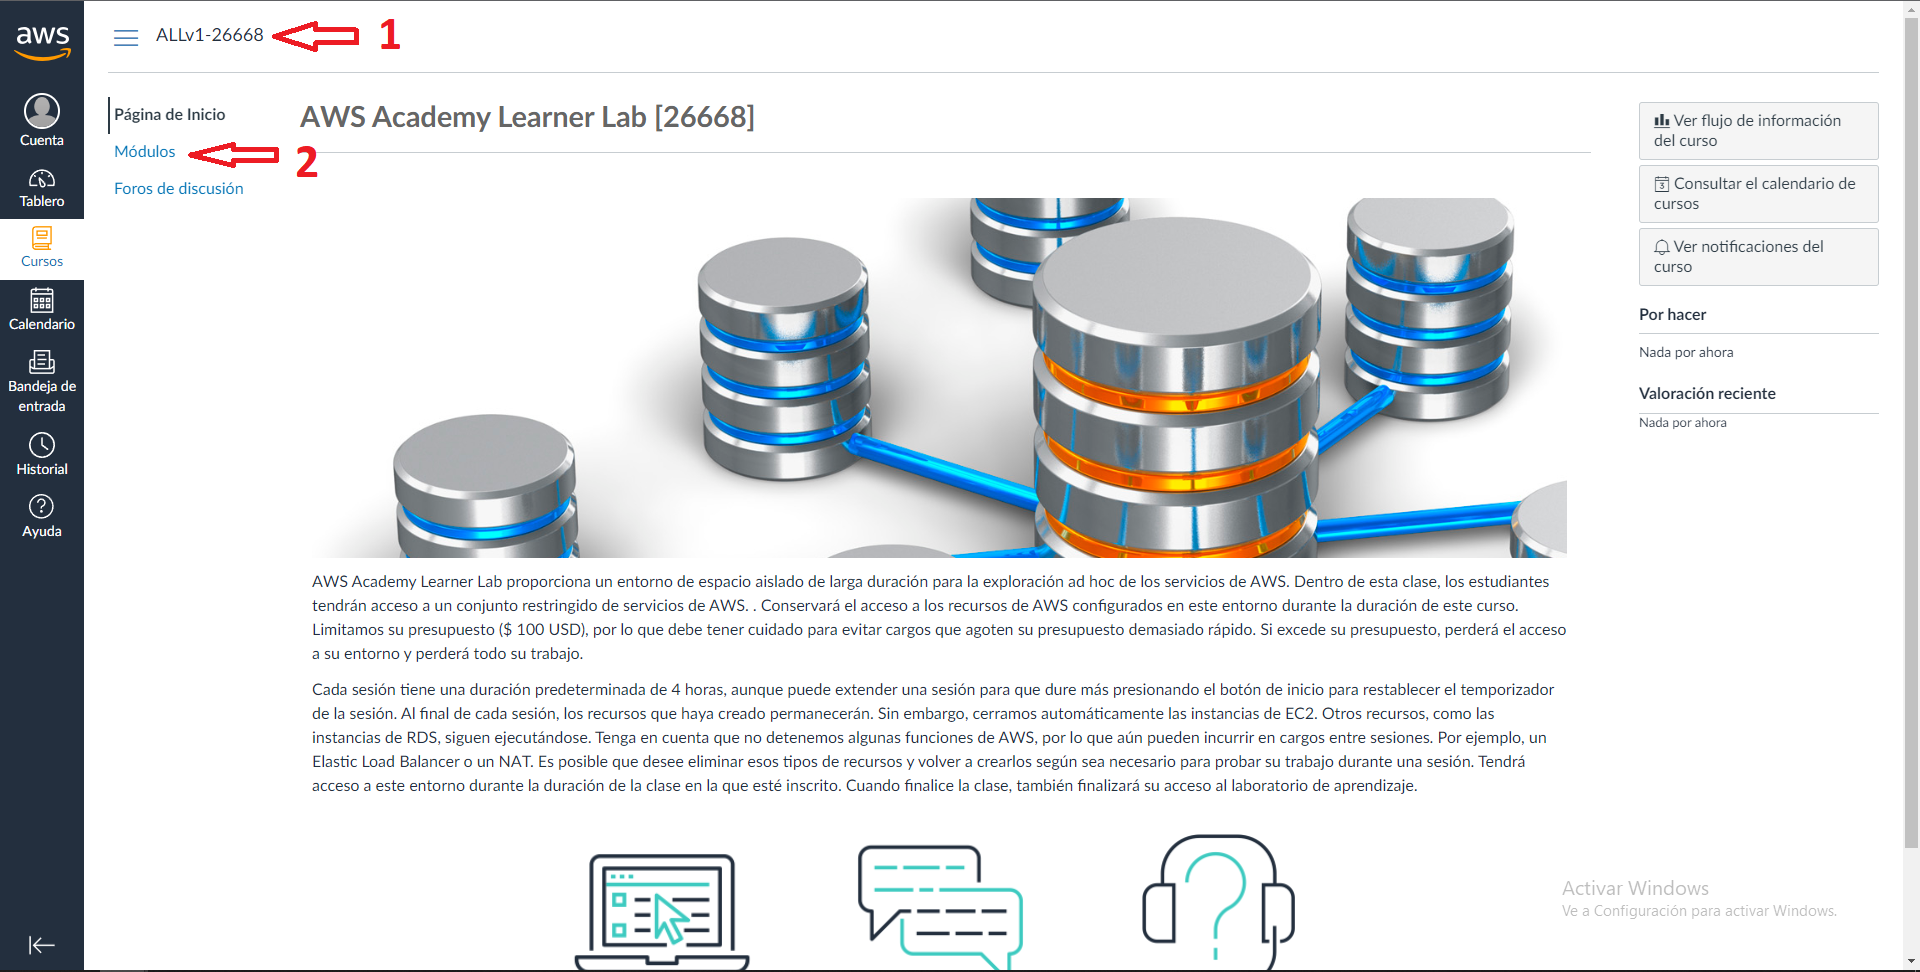 aws
Cuenta
Tablero
Cursos
Calendario
Bandeja de
entrada
Historial
Ayuda
ALLv1-26668
1
Página de Inicio
Módulos
2
Foros de discusión
AWS Academy Learner Lab [26668]
AWS Academy Learner Lab proporciona un entorno de espacio aislado de larga duración para la exploración ad hoc de los servicios de AWS. Dentro de esta clase, los estudiantes
tendrán acceso a un conjunto restringido de servicios de AWS. . Conservará el acceso a los recursos de AWS configurados en este entorno durante la duración de este curso.
Limitamos su presupuesto ($ 100 USD), por lo que debe tener cuidado para evitar cargos que agoten su presupuesto demasiado rápido. Si excede su presupuesto, perderá el acceso
a su entorno y perderá todo su trabajo.
Cada sesión tiene una duración predeterminada de 4 horas, aunque puede extender una sesión para que dure más presionando el botón de inicio para restablecer el temporizador
de la sesión. Al final de cada sesión, los recursos que haya creado permanecerán. Sin embargo, cerramos automáticamente las instancias de EC2. Otros recursos, como las
instancias de RDS, siguen ejecutándose. Tenga en cuenta que no detenemos algunas funciones de AWS, por lo que aún pueden incurrir en cargos entre sesiones. Por ejemplo, un
Elastic Load Balancer o un NAT. Es posible que desee eliminar esos tipos de recursos y volver a crearlos según sea necesario para probar su trabajo durante una sesión. Tendrá
acceso a este entorno durante la duración de la clase en la que esté inscrito. Cuando finalice la clase, también finalizará su acceso al laboratorio de aprendizaje.
Ver flujo de información
del curso
3
Consultar el calendario de
cursos
Ver notificaciones del
curso
Por hacer
Nada por ahora
Valoración reciente
Nada por ahora
Activar Windows
Ve a Configuración para activar Windows.